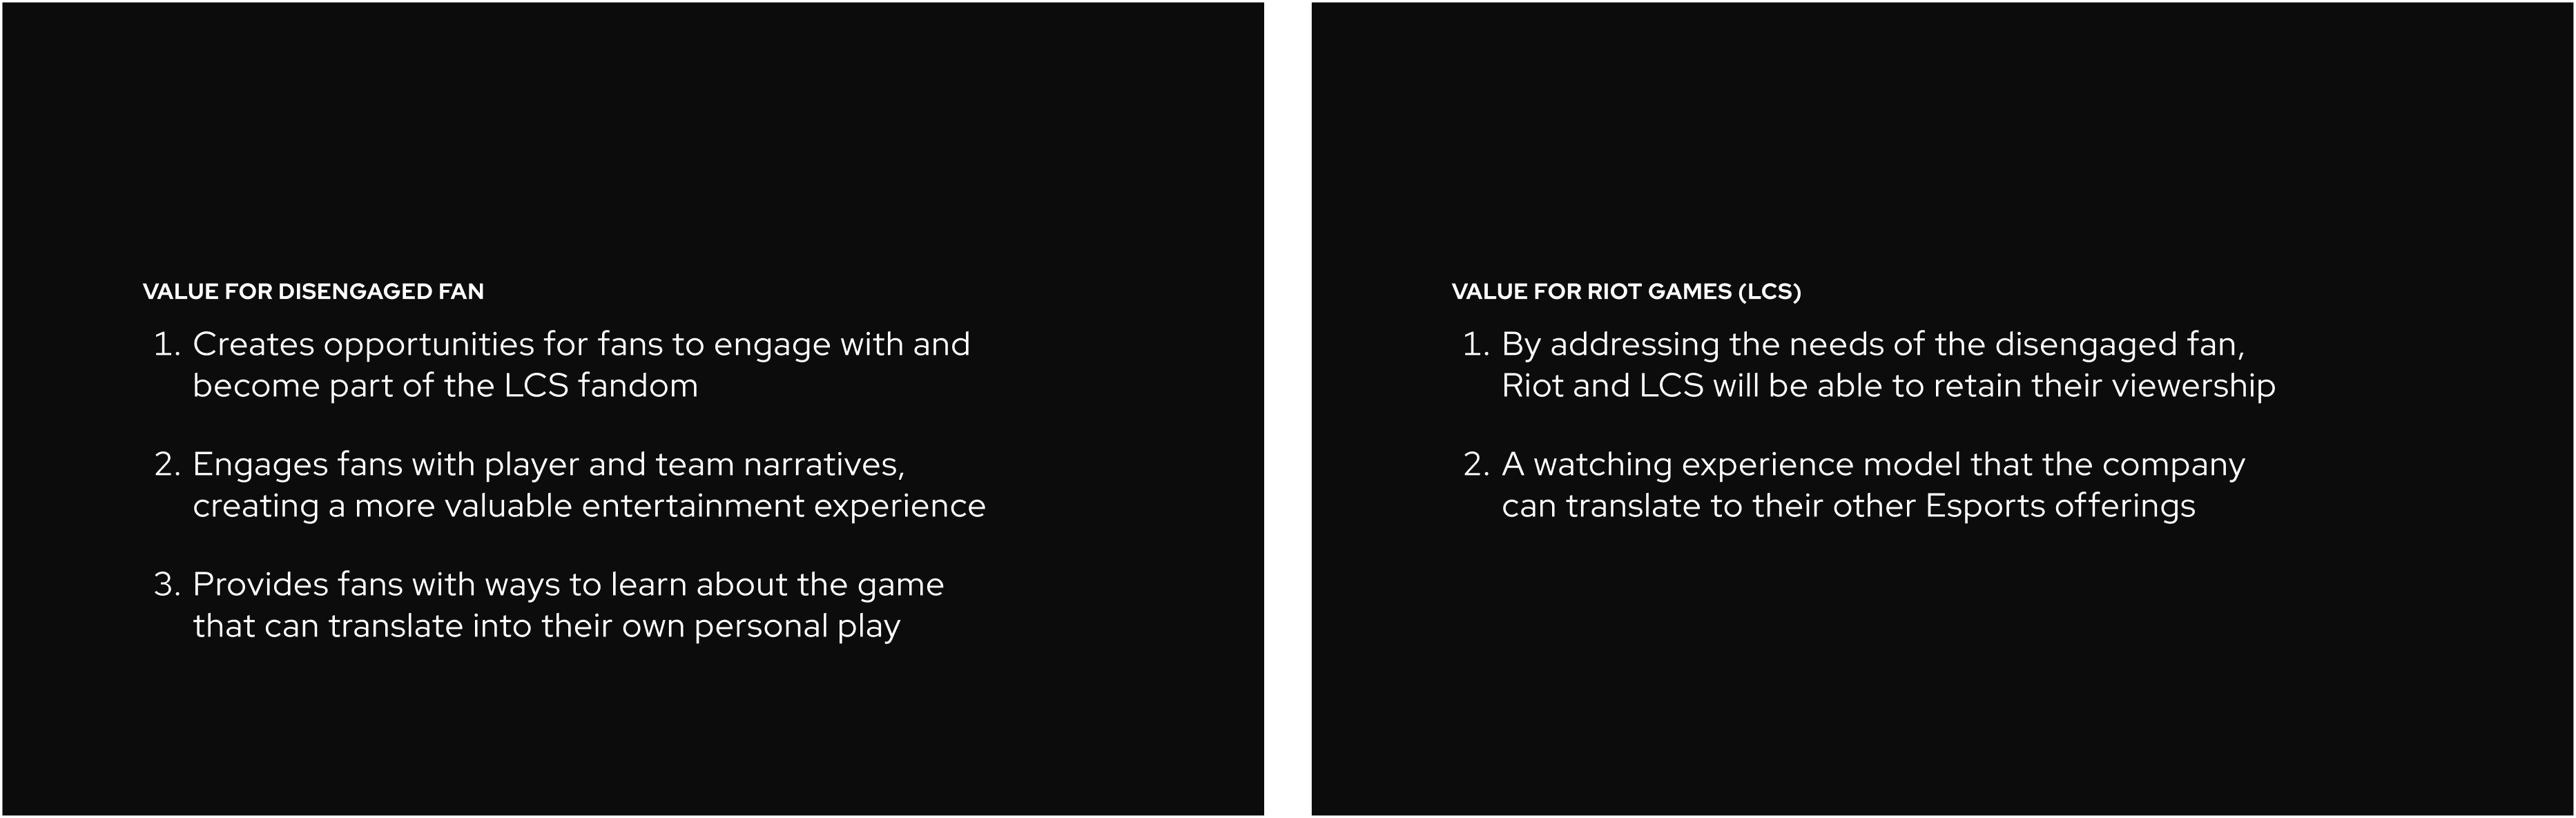 VALUE FOR DISENGAGED FAN
1. Creates opportunities for fans to engage with and
become part of the LCS fandom
2. Engages fans with player and team narratives,
creating a more valuable entertainment experience
3. Provides fans with ways to learn about the game
that can translate into their own personal play
VALUE FOR RIOT GAMES (LCS)
1. By addressing the needs of the disengaged fan,
Riot and LCS will be able to retain their viewership
2. A watching experience model that the company
can translate to their other Esports offerings